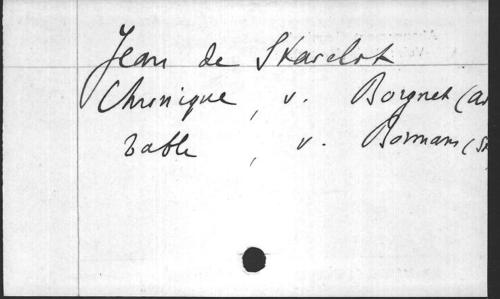 Jean de Stavelot
Chronique, v. Borgnet (
Table, v. Bormans (S